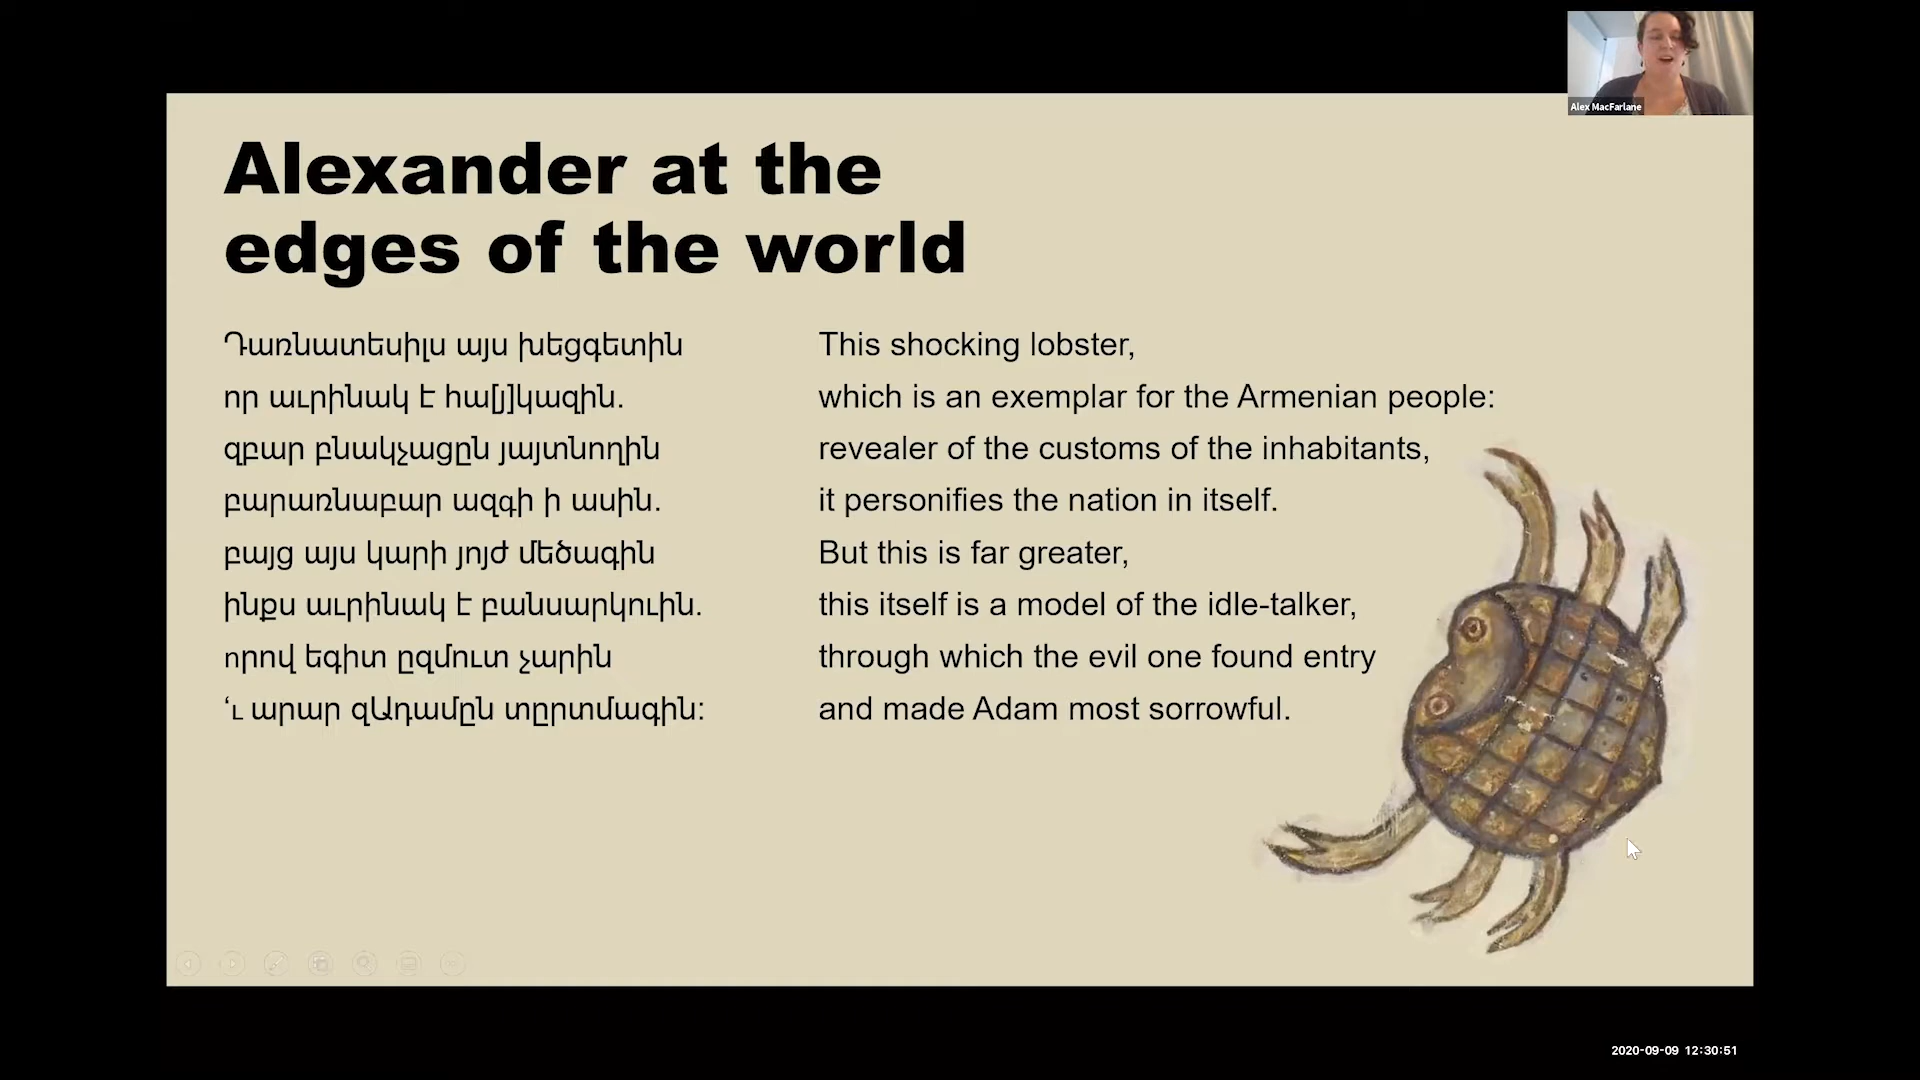 Alex MacFarlane
Alexander at the
edges of the world
Դառնատեսիլս այս խեցգետին
որ աւրինակ է հա[յ]կազին.
զբար բնակչացըն յայտնողին
բարառնաբար ազգի ի ասին.
բայց այս կարի յոյժ մեծագին
ինքս աւրինակ է բանսարկուին.
որով եգիտ ըզմուտ չարին
‘ւ արար զԱդամըն տըրտմագին:
This shocking lobster,
which is an exemplar for the Armenian people:
revealer of the customs of the inhabitants,
it personifies the nation in itself.
But this is far greater,
this itself is a model of the idle-talker,
through which the evil one found entry
and made Adam most sorrowful.
2020-09-09 12:30:51